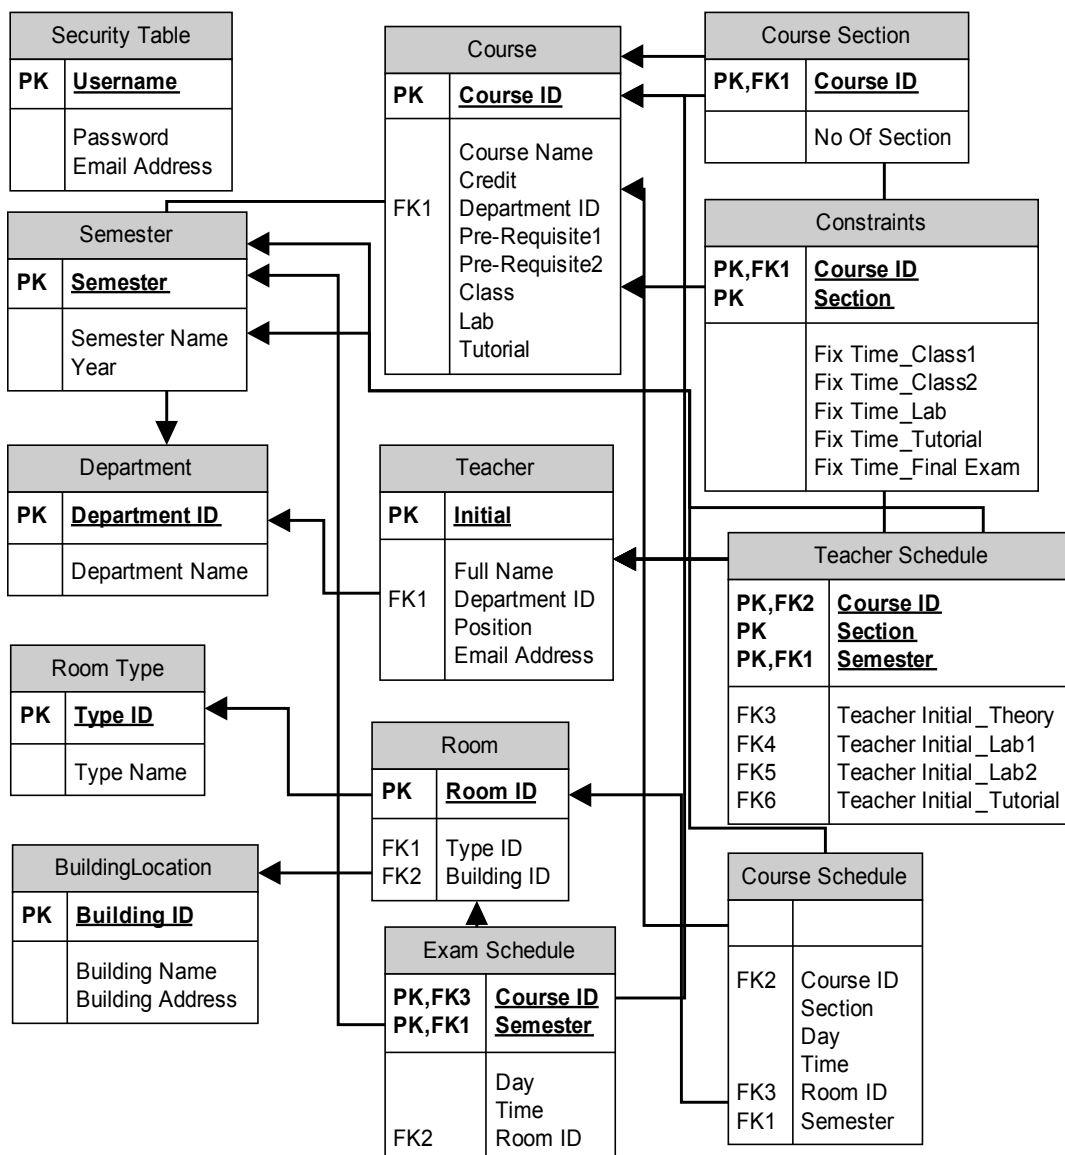 Security Table
PK Username
Password
Email Address
Semester
PK Semester
Semester Name
Year
Department
PK Department ID
Department Name
Room Type
PK Type ID
Type Name
BuildingLocation
PK Building ID
Building Name
Building Address
Course
PK Course ID
Course Name
Credit
FK1 Department ID
Pre-Requisite1
Pre-Requisite2
Class
Lab
Tutorial
Teacher
PK Initial
Full Name
FK1 Department ID
Position
Email Address
Room
PK Room ID
FK1 Type ID
FK2 Building ID
Exam Schedule
PK,FK3 Course ID
PK,FK1 Semester
Day
Time
FK2 Room ID
Course Section
PK,FK1 Course ID
No Of Section
Constraints
PK,FK1 Course ID
PK Section
Fix Time_Class1
Fix Time_Class2
Fix Time_Lab
Fix Time_Tutorial
Fix Time_Final Exam
Teacher Schedule
PK,FK2 Course ID
PK Section
PK,FK1 Semester
FK3 Teacher Initial_Theory
FK4 Teacher Initial_Lab1
FK5 Teacher Initial_Lab2
FK6 Teacher Initial_Tutorial
Course Schedule
FK2 Course ID
Section
Day
Time
FK3 Room ID
FK1 Semester